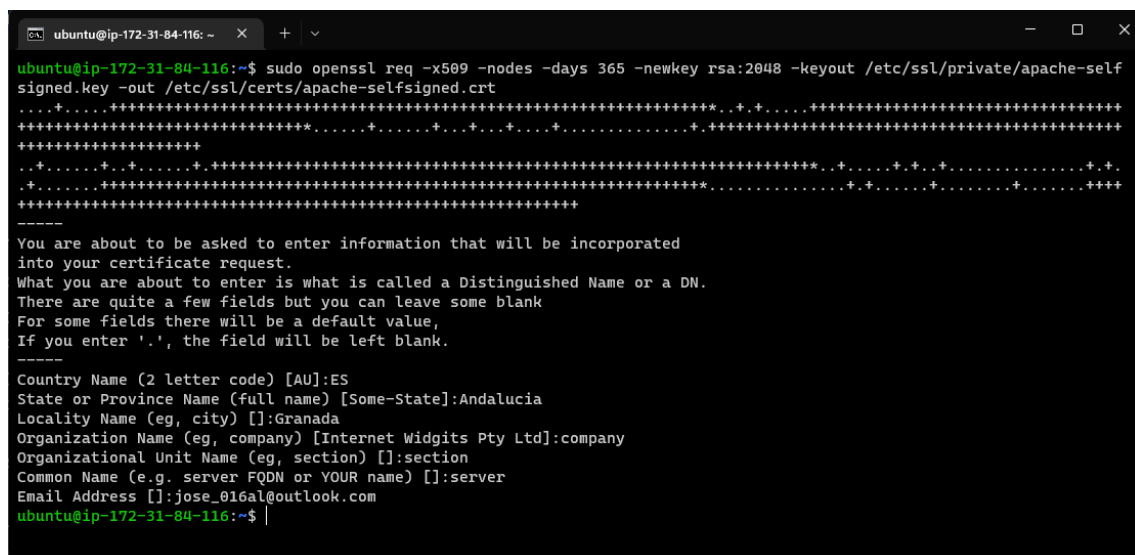 ubuntu@ip-172-31-84-116: ~
ubuntu@ip-172-31-84-116:~$ sudo openssl req -x509 -nodes -days 365 -newkey rsa:2048 -keyout /etc/ssl/private/apache-self
signed.key -out /etc/ssl/certs/apache-selfsigned.crt
-----
You are about to be asked to enter information that will be incorporated
into your certificate request.
What you are about to enter is what is called a Distinguished Name or a DN.
There are quite a few fields but you can leave some blank
For some fields there will be a default value,
If you enter '.', the field will be left blank.
-----
Country Name (2 letter code) [AU]:ES
State or Province Name (full name) [Some-State]:Andalucia
Locality Name (eg, city) []:Granada
Organization Name (eg, company) [Internet Widgits Pty Ltd]:company
Organizational Unit Name (eg, section) []:section
Common Name (e.g. server FQDN or YOUR name) []:server
Email Address []:jose_016al@outlook.com
ubuntu@ip-172-31-84-116:~$